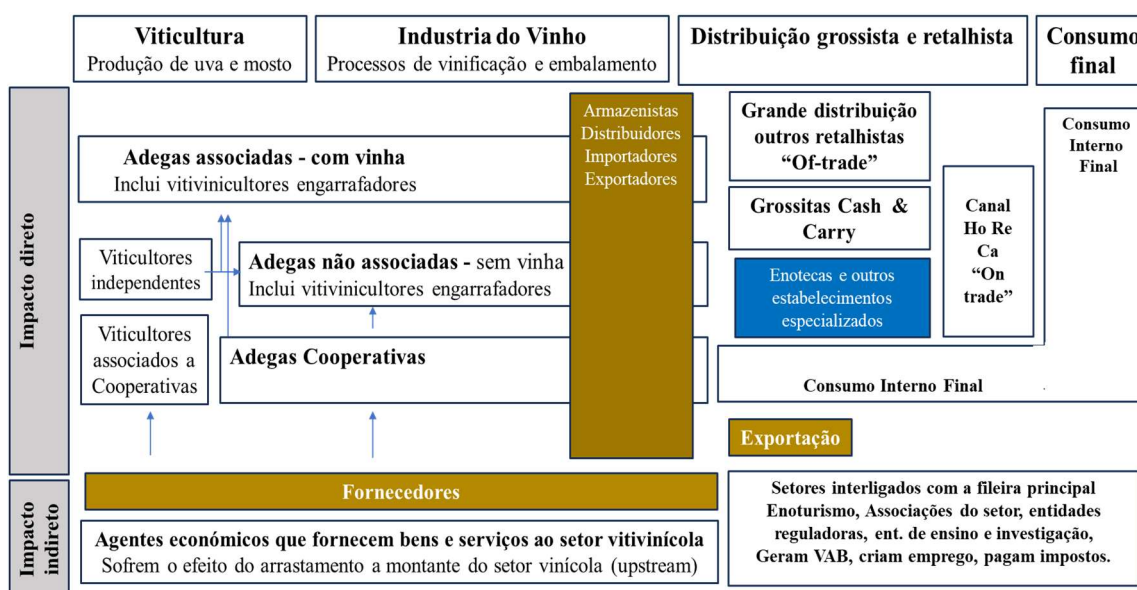 Viticultura
Produção de uva e mosto
Industria do Vinho
Processos de vinificação e embalamento
Distribuição grossista e retalhista
Consumo
final
Impacto direto
Adegas associadas - com vinha
Inclui vitivinicultores engarrafadores
Armazenistas
Distribuidores
Importadores
Exportadores
Grande distribuição
outros retalhistas
“Of-trade”
Consumo
Interno
Final
Grossitas Cash &
Carry
Canal
Ho Re
Ca
“On
trade”
Viticultores
independentes
Adegas não associadas - sem vinha
Inclui vitivinicultores engarrafadores
Enotecas e outros
estabelecimentos
especializados
Viticultores
associados a
Cooperativas
Adegas Cooperativas
Consumo Interno Final
Exportação
Impacto
indireto
Fornecedores
Agentes económicos que fornecem bens e serviços ao setor vitivinícola
Sofrem o efeito do arrastamento a montante do setor vinícola (upstream)
Setores interligados com a fileira principal
Enoturismo, Associações do setor, entidades
reguladoras, ent. de ensino e investigação,
Geram VAB, criam emprego, pagam impostos.